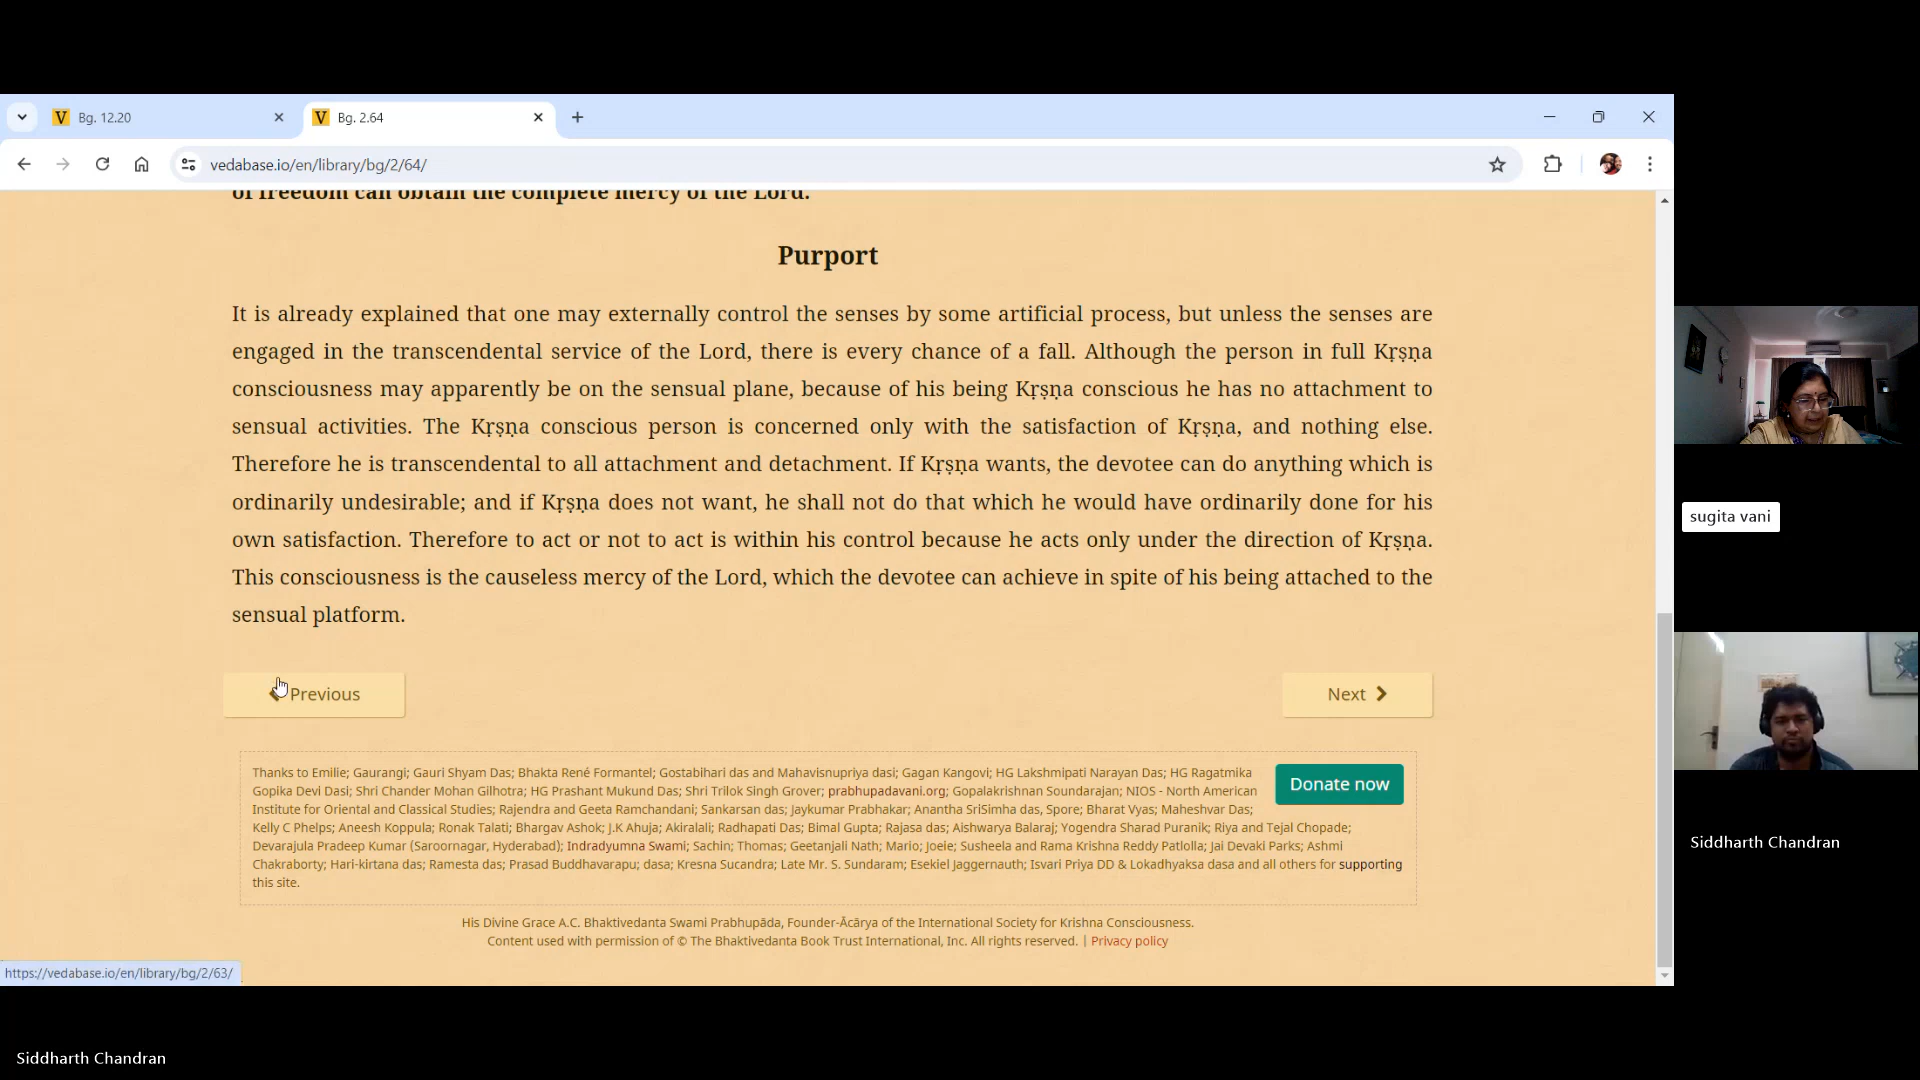 Bg. 12.20
Bg. 2.64
vedabase.io/en/library/bg/2/64/
of freedom can obtain the complete mercy of the Lord.
Purport
It is already explained that one may externally control the senses by some artificial process, but unless the senses are
engaged in the transcendental service of the Lord, there is every chance of a fall. Although the person in full Kṛṣṇa
consciousness may apparently be on the sensual plane, because of his being Kṛṣṇa conscious he has no attachment to
sensual activities. The Kṛṣṇa conscious person is concerned only with the satisfaction of Kṛṣṇa, and nothing else.
Therefore he is transcendental to all attachment and detachment. If Kṛṣṇa wants, the devotee can do anything which is
ordinarily undesirable; and if Kṛṣṇa does not want, he shall not do that which he would have ordinarily done for his
own satisfaction. Therefore to act or not to act is within his control because he acts only under the direction of Kṛṣṇa.
This consciousness is the causeless mercy of the Lord, which the devotee can achieve in spite of his being attached to the
sensual platform.
Previous
Next
Thanks to Emilie; Gaurangi; Gauri Shyam Das; Bhakta René Formantel; Gostabihari das and Mahavisnupriya dasi; Gagan Kangovi; HG Lakshmipati Narayan Das; HG Ragatmika
Gopika Devi Dasi; Shri Chander Mohan Gilhotra; HG Prashant Mukund Das; Shri Trilok Singh Grover; prabhupadavani.org; Gopalakrishnan Soundarajan; NIOS - North American
Institute for Oriental and Classical Studies; Rajendra and Geeta Ramchandani; Sankarsan das; Jaykumar Prabhakar; Anantha SriSimha das, Spore; Bharat Vyas; Maheshvar Das;
Kelly C Phelps; Aneesh Koppula; Ronak Talati; Bhargav Ashok; J.K Ahuja; Akiralali; Radhapati Das; Bimal Gupta; Rajasa das; Aishwarya Balaraj; Yogendra Sharad Puranik; Riya and Tejal Chopade;
Devarajula Pradeep Kumar (Saroornagar, Hyderabad); Indradyumna Swami; Sachin; Thomas; Geetanjali Nath; Mario; Joeie; Susheela and Rama Krishna Reddy Patlolla; Jai Devaki Parks; Ashmi
Chakraborty; Hari-kirtana das; Ramesta das; Prasad Buddhavarapu; dasa; Kresna Sucandra; Late Mr. S. Sundaram; Esekiel Jaggernauth; Isvari Priya DD & Lokadhyaksa dasa and all others for supporting
this site.
Donate now
His Divine Grace A.C. Bhaktivedanta Swami Prabhupāda, Founder-Ācārya of the International Society for Krishna Consciousness.
Content used with permission of © The Bhaktivedanta Book Trust International, Inc. All rights reserved. | Privacy policy
https://vedabase.io/en/library/bg/2/63/
sugita vani
Siddharth Chandran
Siddharth Chandran